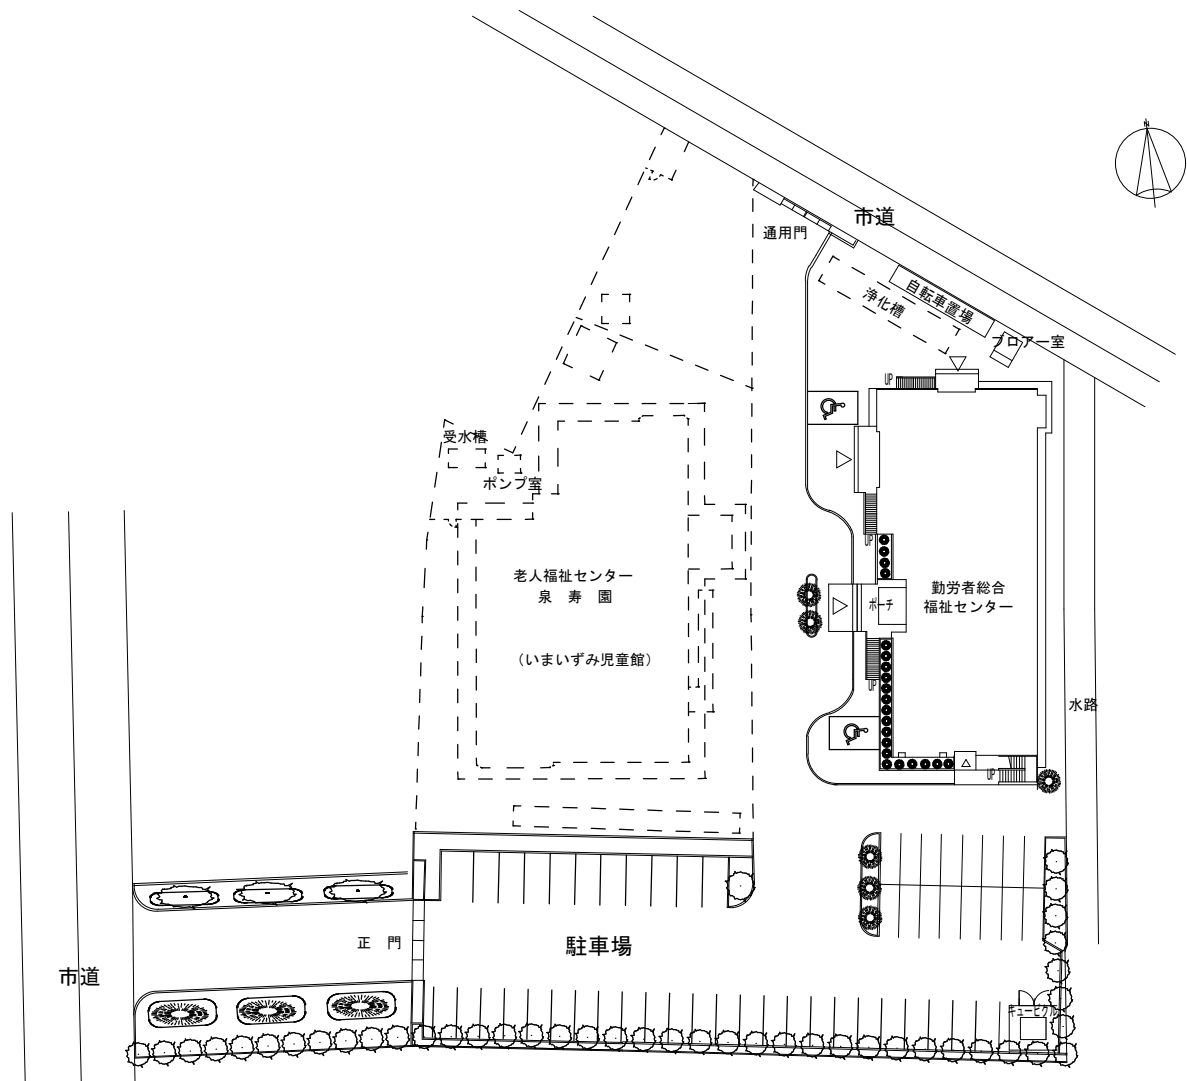 N
市道
通用門
自転車置場
浄化槽
ブロアー室
UP
受水槽
ポンプ室
UP
老人福祉センター
泉 寿 園
勤労者総合
福祉センター
ポーチ
(いまいずみ児童館)
UP
水路
UP
正 門
駐車場
市道
キュービクル